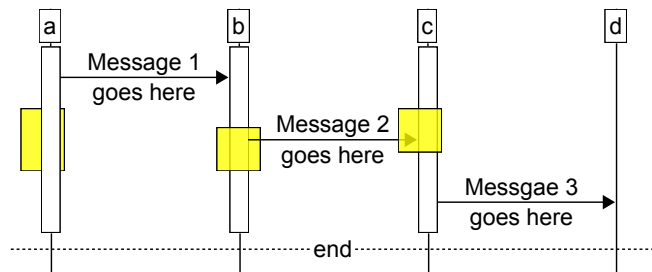 a
b
c
d
Message 1
goes here
Message 2
goes here
Messgae 3
goes here
end